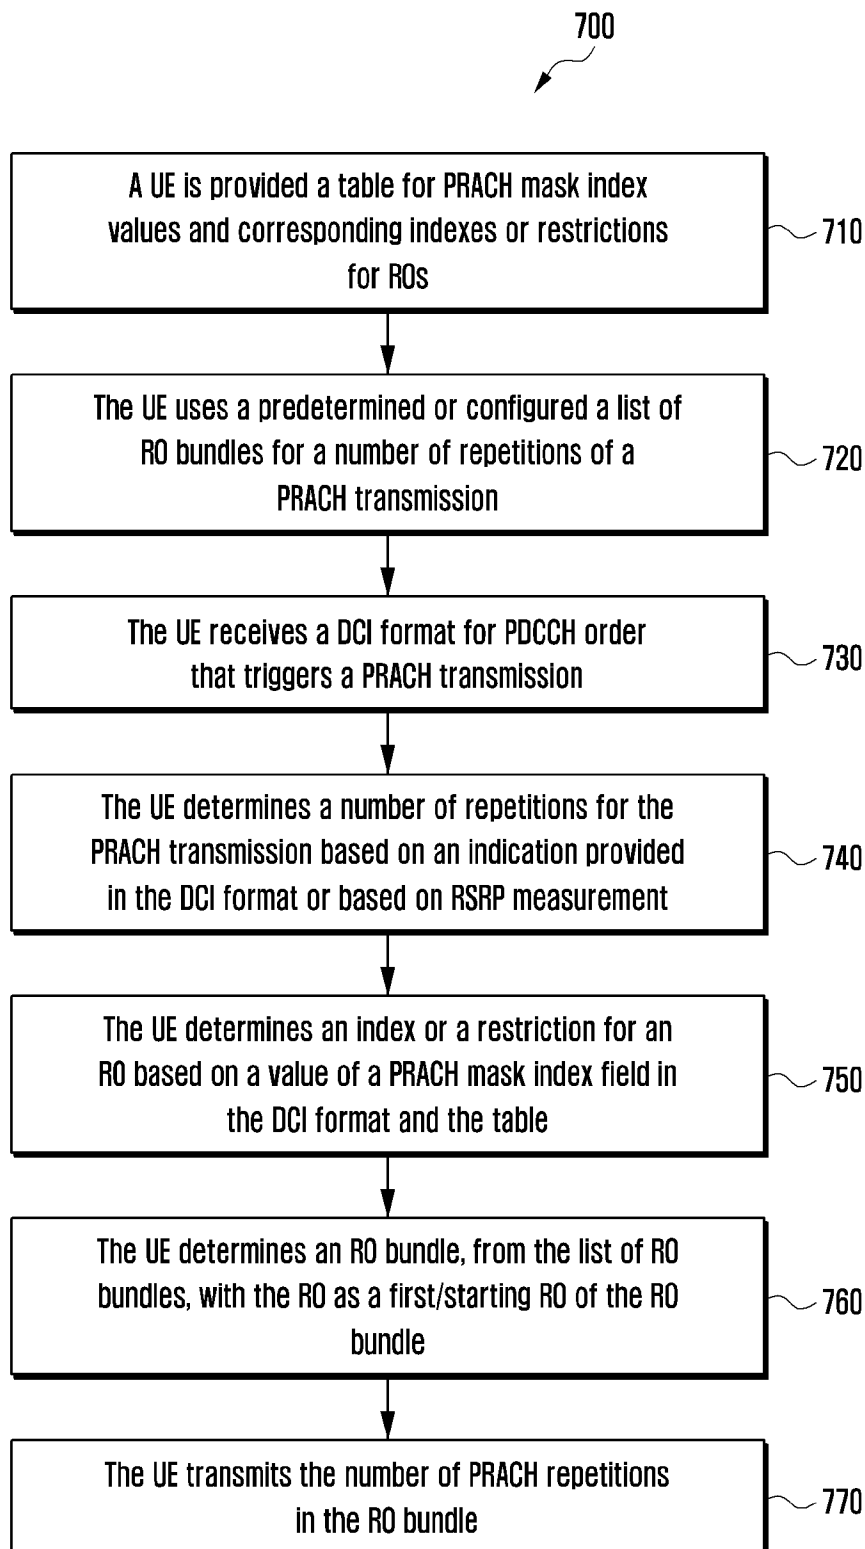 700
A UE is provided a table for PRACH mask index
values and corresponding indexes or restrictions
for ROs
710
The UE uses a predetermined or configured a list of
RO bundles for a number of repetitions of a
PRACH transmission
720
The UE receives a DCI format for PDCCH order
that triggers a PRACH transmission
730
The UE determines a number of repetitions for the
PRACH transmission based on an indication provided
in the DCI format or based on RSRP measurement
740
The UE determines an index or a restriction for an
RO based on a value of a PRACH mask index field in
the DCI format and the table
750
The UE determines an RO bundle, from the list of RO
bundles, with the RO as a first/starting RO of the RO
bundle
760
The UE transmits the number of PRACH repetitions
in the RO bundle
770